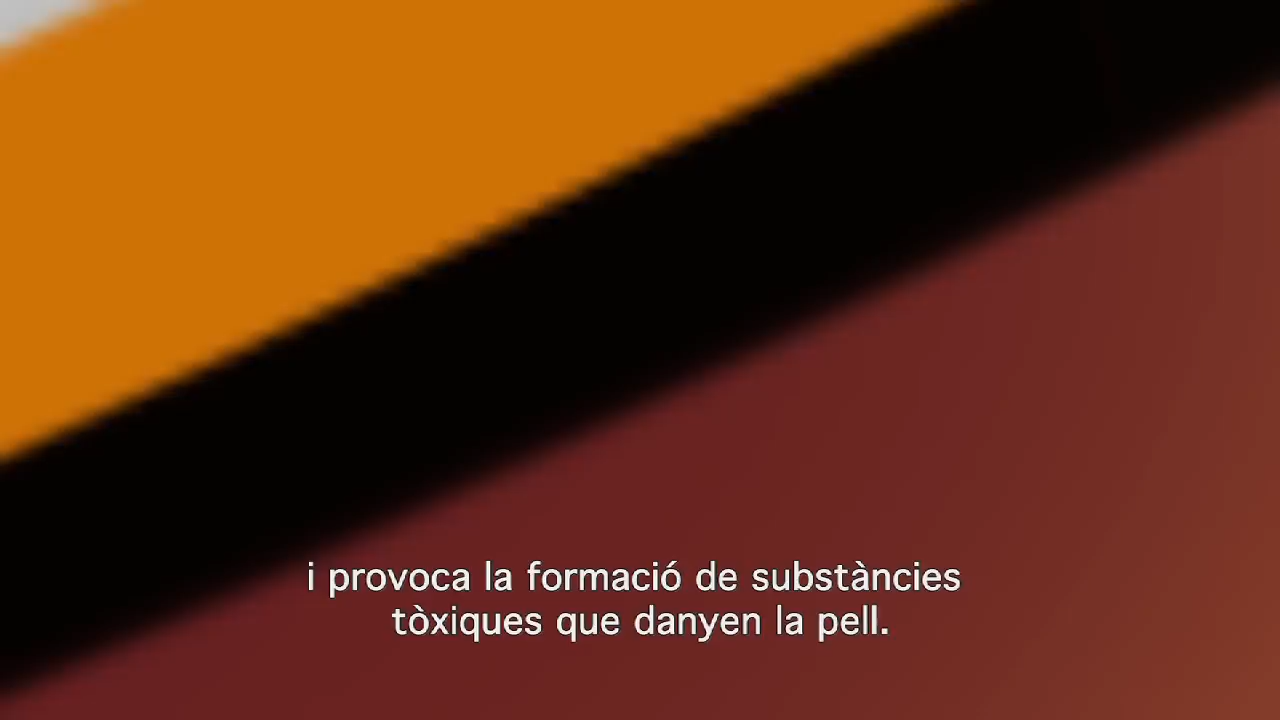 i provoca la formació de substàncies
tòxiques que danyen la pell.